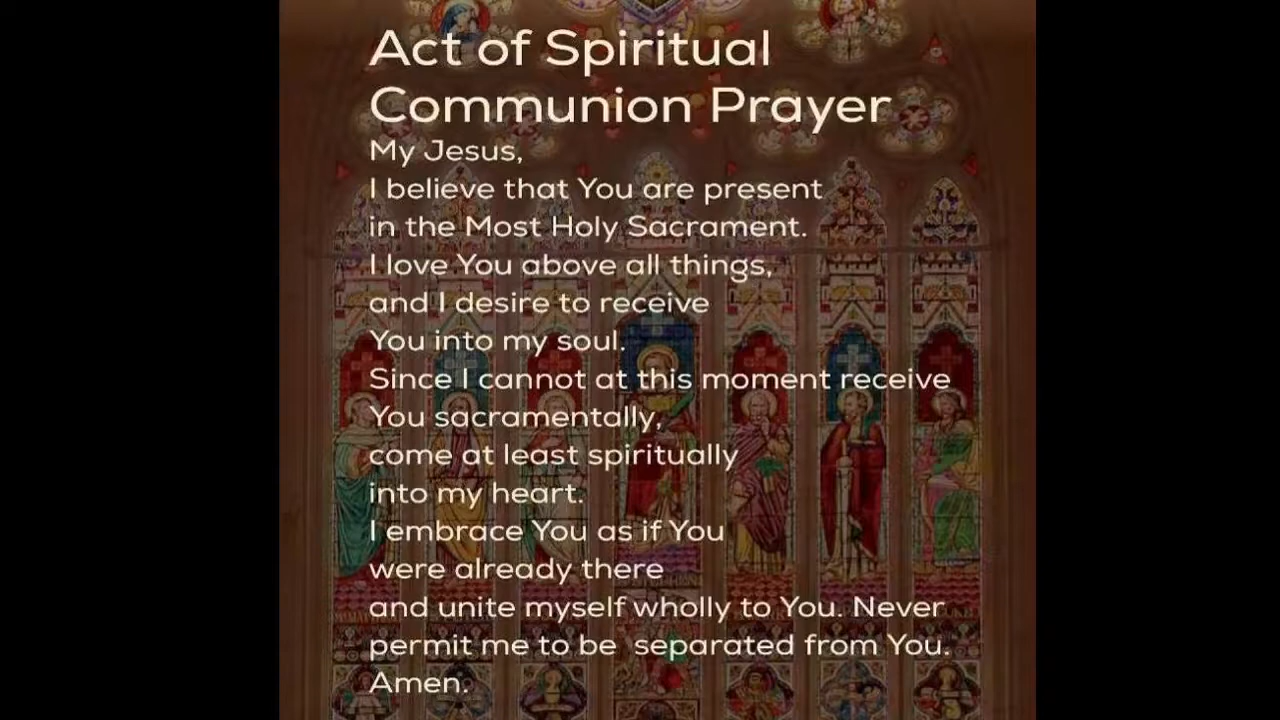 Act of Spiritual
Communion Prayer
My Jesus,
I believe that You are present
in the Most Holy Sacrament.
I love You above all things,
and I desire to receive
You into my soul.
Since I cannot at this moment receive
You sacramentally,
come at least spiritually
into my heart.
I embrace You as if You
were already there
and unite myself wholly to You. Never
permit me to be  separated from You.
Amen.